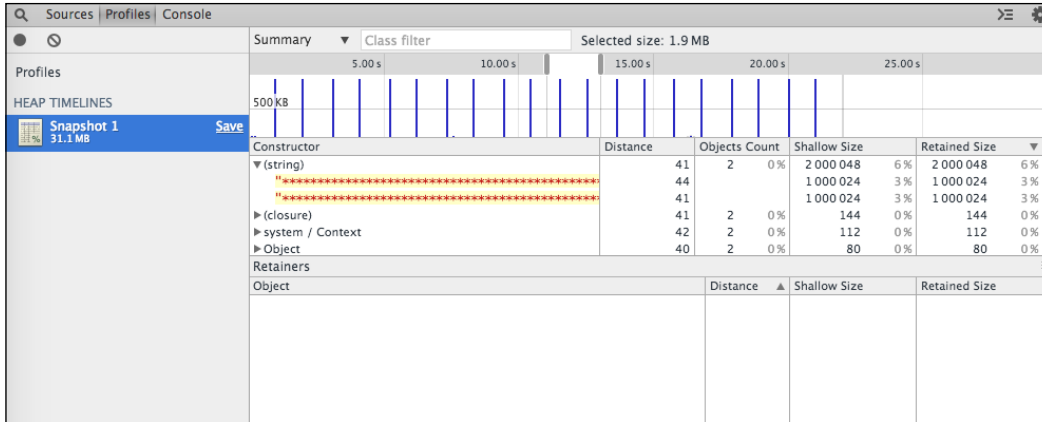 Sources Profiles Console
Summary ▼ Class filter Selected size: 1.9 MB
Profiles
5.00 s 10.00 s 15.00 s 20.00 s 25.00 s
HEAP TIMELINES
500 KB
Snapshot 1 Save
31.1 MB
Constructor Distance Objects Count Shallow Size Retained Size ▼
▼(string) 41 2 0% 2 000 048 6% 2 000 048 6%
"******************************************** 44 1 000 024 3% 1 000 024 3%
"******************************************** 41 1 000 024 3% 1 000 024 3%
▶(closure) 41 2 0% 144 0% 144 0%
▶system / Context 42 2 0% 112 0% 112 0%
▶Object 40 2 0% 80 0% 80 0%
Retainers
Object Distance ▲ Shallow Size Retained Size